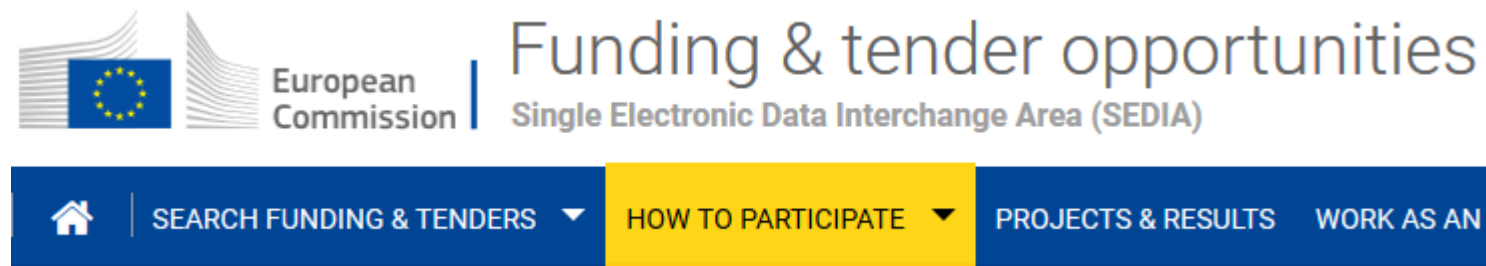 European
Commission
Funding & tender opportunities
Single Electronic Data Interchange Area (SEDIA)
SEARCH FUNDING & TENDERS HOW TO PARTICIPATE PROJECTS & RESULTS WORK AS AN